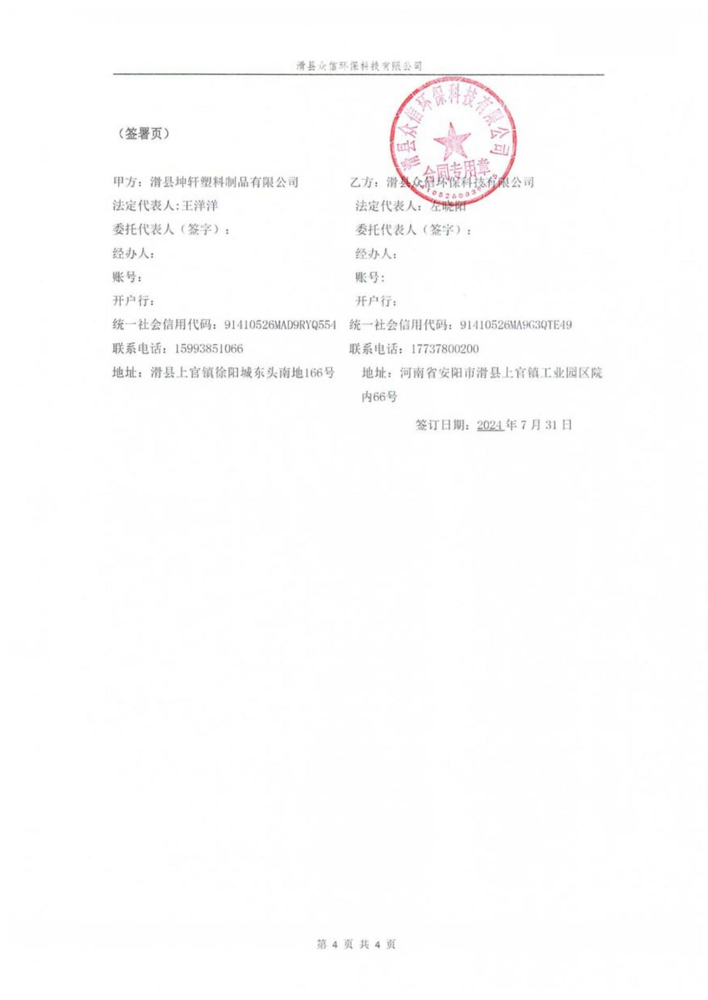 滑县众信环保科技有限公司
滑县众信环保科技有限公司
合同专用章
（签署页）
甲方：滑县坤轩塑料制品有限公司 乙方：滑县众信环保科技有限公司
法定代表人:王洋洋 法定代表人：左晓阳
委托代表人（签字）： 委托代表人（签字）：
经办人： 经办人：
账号： 账号：
开户行： 开户行：
统一社会信用代码：91410526MAD9RYQ554 统一社会信用代码：91410526MA9G3QTE49
联系电话：15993851066 联系电话：17737800200
地址：滑县上官镇徐阳城东头南地166号 地址：河南省安阳市滑县上官镇工业园区院
内66号
签订日期：2024 年 7 月 31 日
第 4 页 共 4 页